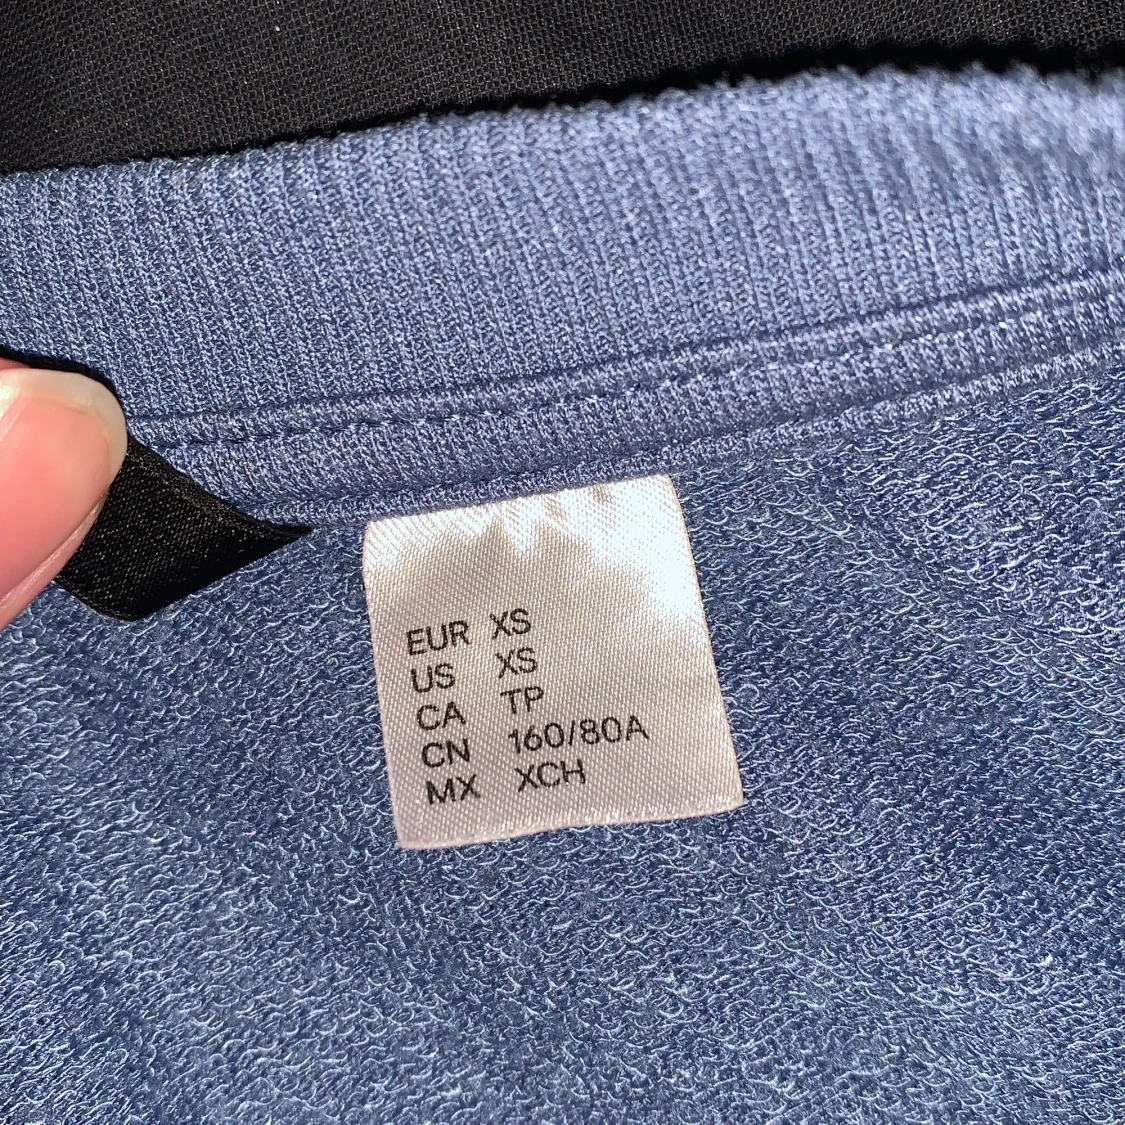 EUR XS
US XS
CA TP
CN 160/80A
MX XCH